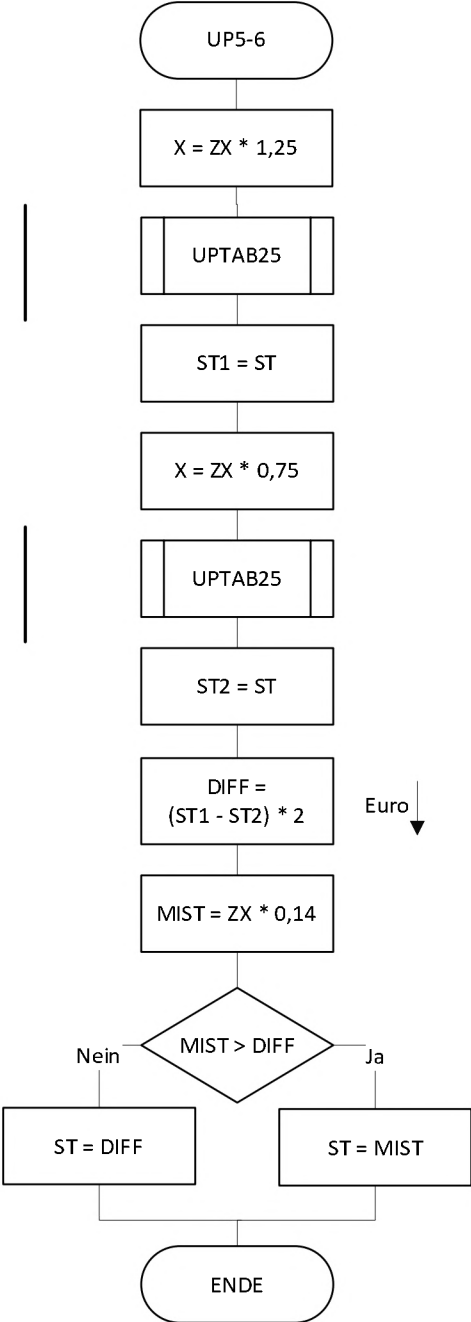 UP5-6
X = ZX * 1,25
UPTAB25
ST1 = ST
X = ZX * 0,75
UPTAB25
ST2 = ST
DIFF =
(ST1 - ST2) * 2
Euro
MIST = ZX * 0,14
MIST > DIFF
Nein
Ja
ST = DIFF
ST = MIST
ENDE